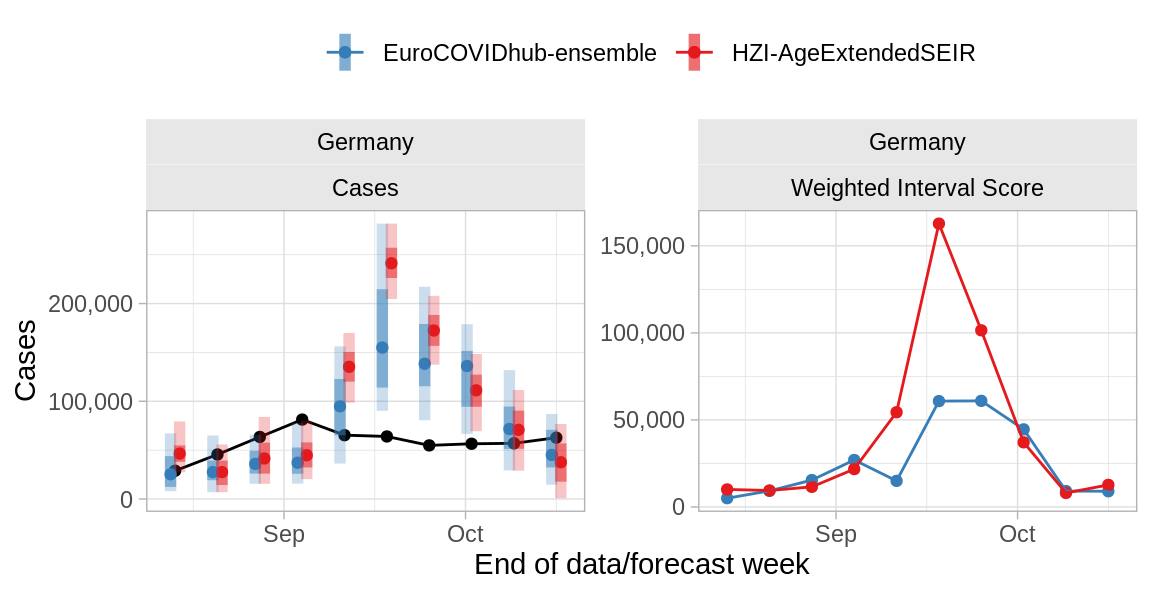 EuroCOVIDhub-ensemble HZI-AgeExtendedSEIR
Germany
Cases
Cases
200,000
100,000
0
Sep Oct
Germany
Weighted Interval Score
150,000
100,000
50,000
0
Sep Oct
End of data/forecast week